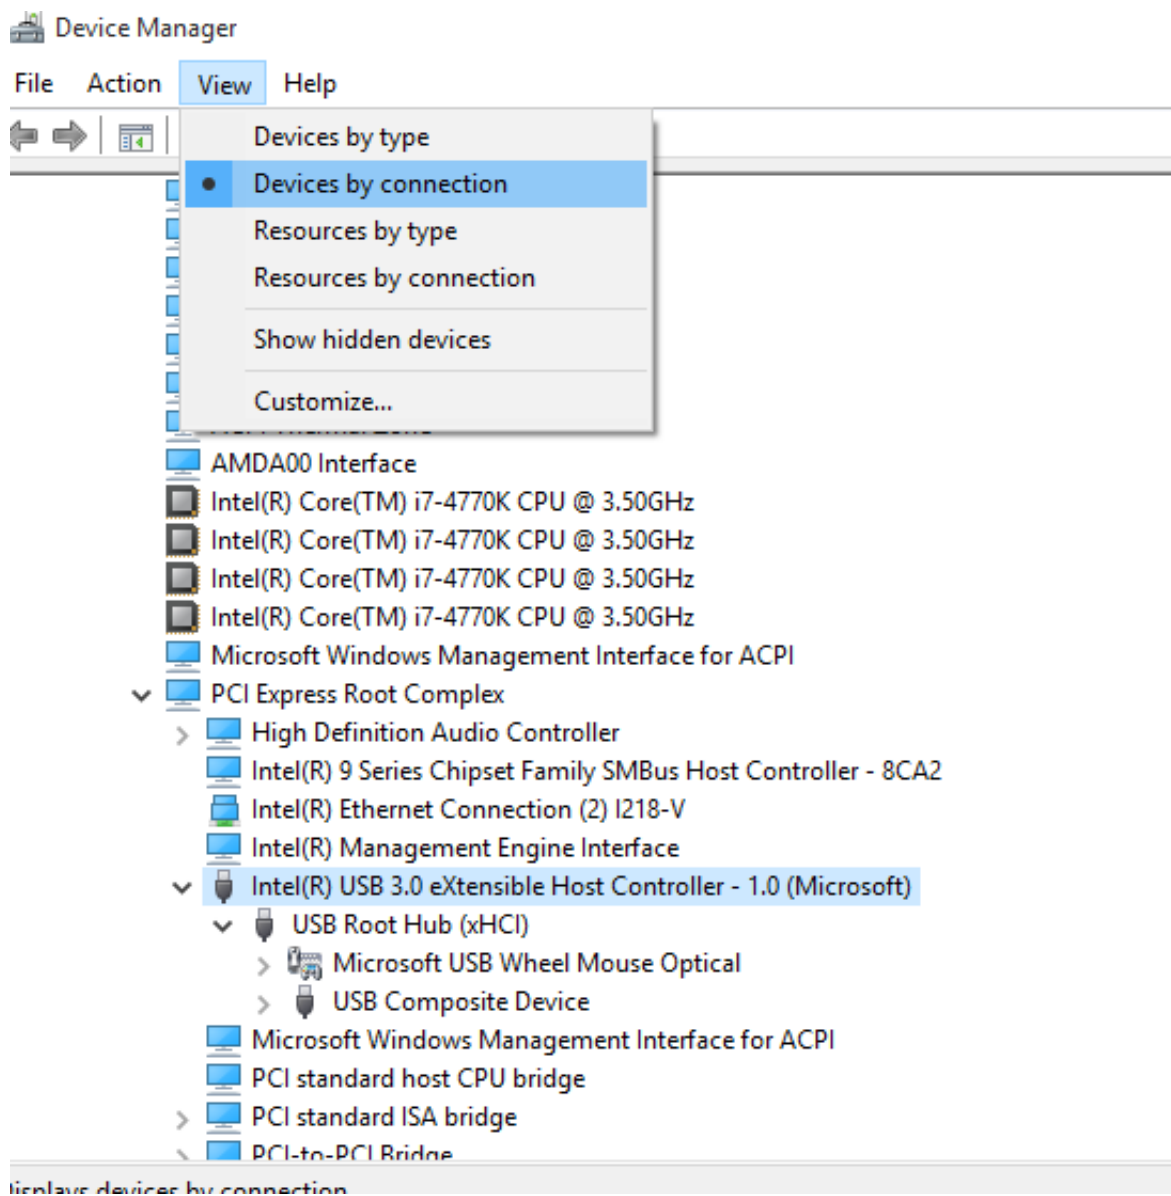 Device Manager
File Action View Help
Devices by type
Devices by connection
Resources by type
Resources by connection
Show hidden devices
Customize...
AMDA00 Interface
Intel(R) Core(TM) i7-4770K CPU @ 3.50GHz
Intel(R) Core(TM) i7-4770K CPU @ 3.50GHz
Intel(R) Core(TM) i7-4770K CPU @ 3.50GHz
Intel(R) Core(TM) i7-4770K CPU @ 3.50GHz
Microsoft Windows Management Interface for ACPI
PCI Express Root Complex
High Definition Audio Controller
Intel(R) 9 Series Chipset Family SMBus Host Controller - 8CA2
Intel(R) Ethernet Connection (2) I218-V
Intel(R) Management Engine Interface
Intel(R) USB 3.0 eXtensible Host Controller - 1.0 (Microsoft)
USB Root Hub (xHCI)
Microsoft USB Wheel Mouse Optical
USB Composite Device
Microsoft Windows Management Interface for ACPI
PCI standard host CPU bridge
PCI standard ISA bridge
PCI-to-PCI Bridge
devices by connection